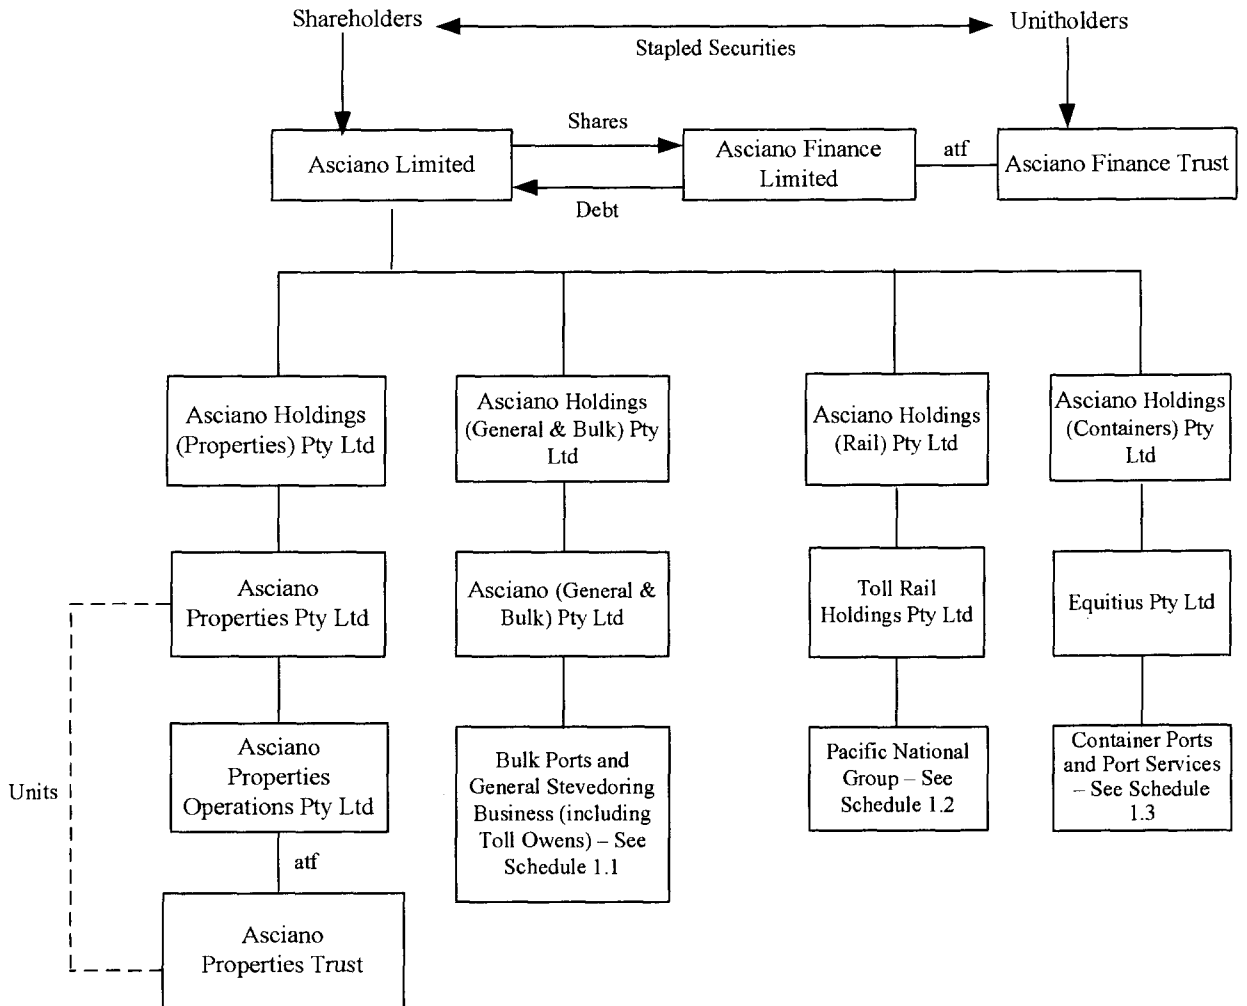 Shareholders
Unitholders
Stapled Securities
Shares
Asciano Limited
Asciano Finance
Limited
atf
Asciano Finance Trust
Debt
Asciano Holdings
(Properties) Pty Ltd
Asciano Holdings
(General & Bulk) Pty
Ltd
Asciano Holdings
(Rail) Pty Ltd
Asciano Holdings
(Containers) Pty
Ltd
Asciano
Properties Pty Ltd
Asciano (General &
Bulk) Pty Ltd
Toll Rail
Holdings Pty Ltd
Equitius Pty Ltd
Units
Asciano
Properties
Operations Pty Ltd
Bulk Ports and
General Stevedoring
Business (including
Toll Owens) – See
Schedule 1.1
Pacific National
Group – See
Schedule 1.2
Container Ports
and Port Services
– See Schedule
1.3
atf
Asciano
Properties Trust